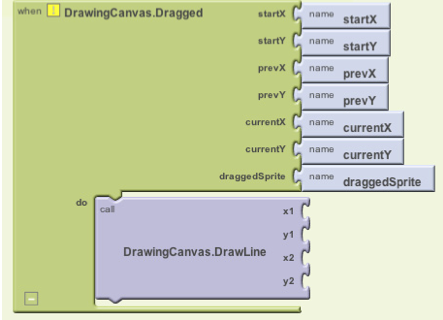 when ! DrawingCanvas.Dragged
startX name startX
startY name startY
prevX name prevX
prevY name prevY
currentX name currentX
currentY name currentY
draggedSprite name draggedSprite
do
call
DrawingCanvas.DrawLine
x1
y1
x2
y2